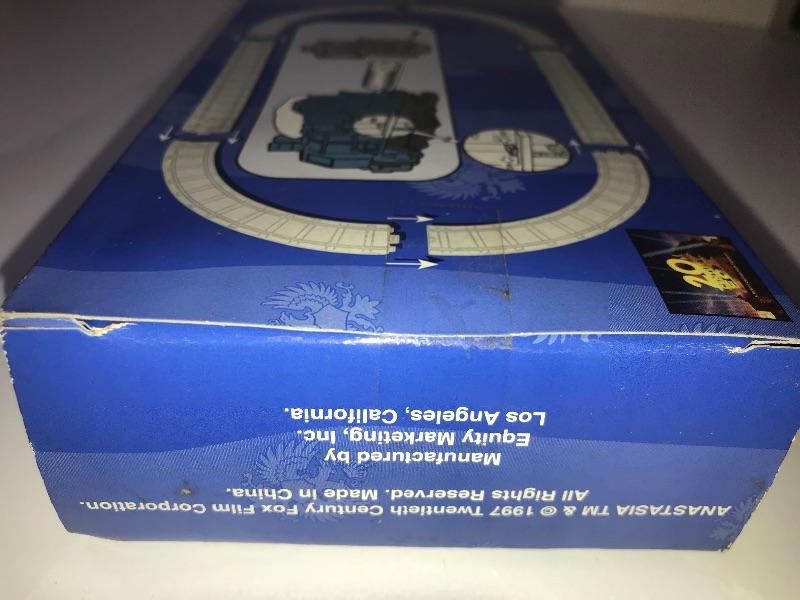 20
Manufactured by
Equity Marketing, Inc.
Los Angeles, California.
ANASTASIA TM & © 1997 Twentieth Century Fox Film Corporation.
All Rights Reserved. Made in China.